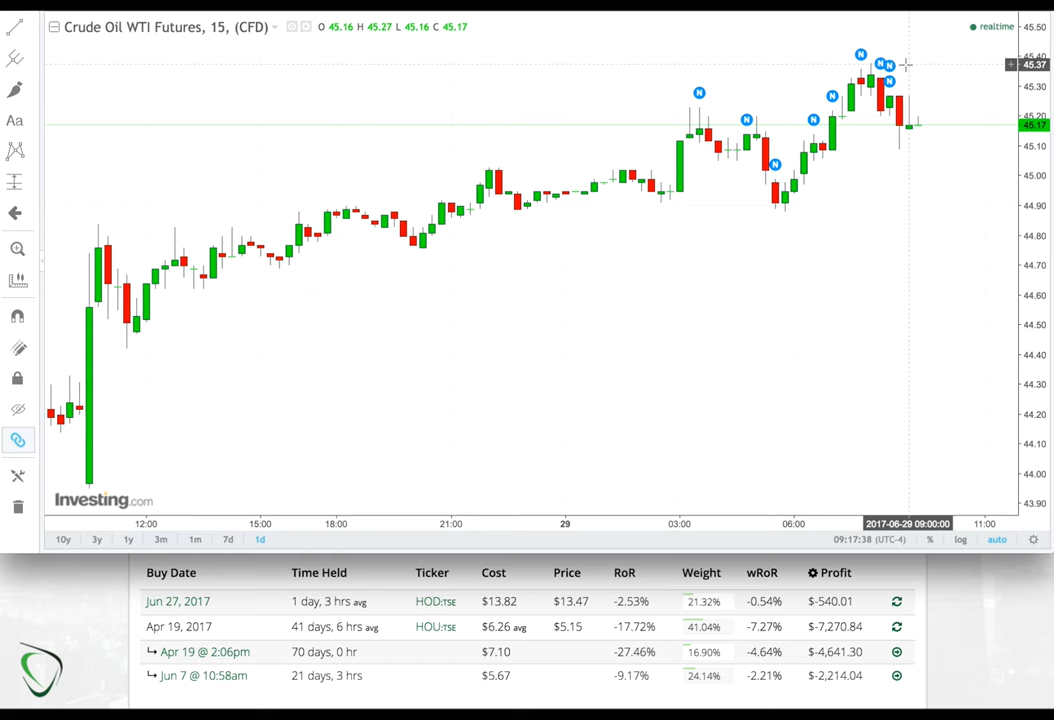 Crude Oil WTI Futures, 15, (CFD) O 45.16 H 45.27 L 45.16 C 45.17
realtime
45.50
45.40
45.37
45.30
45.20
45.17
45.10
45.00
44.90
44.80
44.70
44.60
44.50
44.40
44.30
44.20
44.10
44.00
43.90
N
N
N
N
N
N
N
N
N
Aa
Investing.com
12:00 15:00 18:00 21:00 29 03:00 06:00 2017-06-29 09:00:00 11:00
10y 3y 1y 3m 1m 7d 1d 09:17:38 (UTC-4) % log auto
Buy Date Time Held Ticker Cost Price RoR Weight wRoR Profit
Jun 27, 2017 1 day, 3 hrs avg HOD:TSE $13.82 $13.47 -2.53% 21.32% -0.54% $-540.01
Apr 19, 2017 41 days, 6 hrs avg HOU:TSE $6.26 avg $5.15 -17.72% 41.04% -7.27% $-7,270.84
↳ Apr 19 @ 2:06pm 70 days, 0 hr $7.10 -27.46% 16.90% -4.64% $-4,641.30
↳ Jun 7 @ 10:58am 21 days, 3 hrs $5.67 -9.17% 24.14% -2.21% $-2,214.04